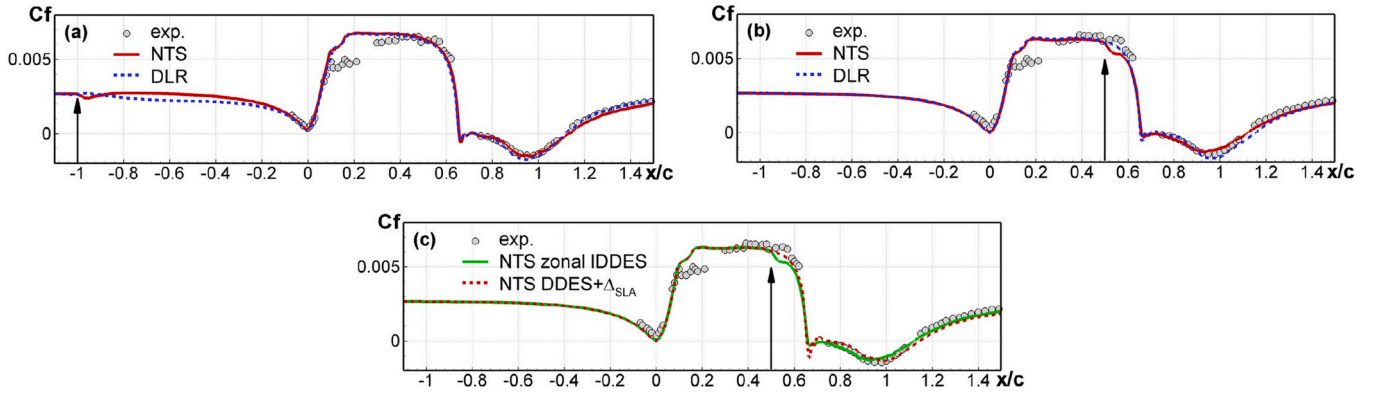 Cf
(a)
exp.
NTS
DLR
0.005
0
-1 -0.8 -0.6 -0.4 -0.2 0 0.2 0.4 0.6 0.8 1 1.2 1.4 x/c
Cf
(b)
exp.
NTS
DLR
0.005
0
-1 -0.8 -0.6 -0.4 -0.2 0 0.2 0.4 0.6 0.8 1 1.2 1.4 x/c
Cf
(c)
exp.
NTS zonal IDDES
NTS DDES+Δ_SLA
0.005
0
-1 -0.8 -0.6 -0.4 -0.2 0 0.2 0.4 0.6 0.8 1 1.2 1.4 x/c